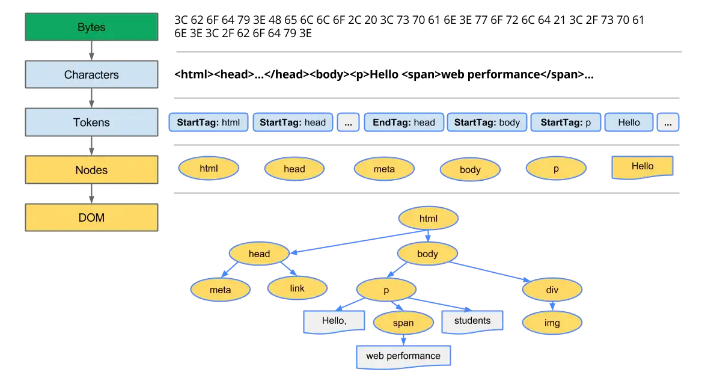 Bytes
3C 62 6F 64 79 3E 48 65 6C 6C 6F 2C 20 3C 73 70 61 6E 3E 77 6F 72 6C 64 21 3C 2F 73 70 61
6E 3E 3C 2F 62 6F 64 79 3E
Characters
<html><head>...</head><body><p>Hello <span>web performance</span>...
Tokens
StartTag: html
StartTag: head
...
EndTag: head
StartTag: body
StartTag: p
Hello
...
Nodes
html
head
meta
body
p
Hello
DOM
html
head
body
meta
link
p
div
Hello,
span
students
img
web performance